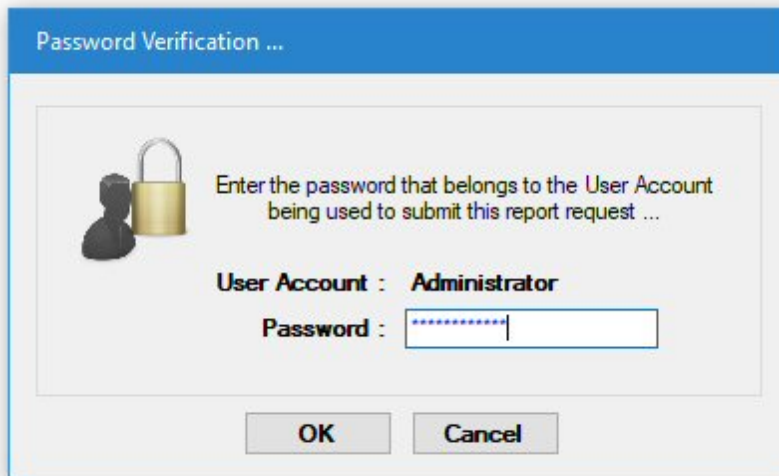 Password Verification ...
Enter the password that belongs to the User Account
being used to submit this report request ...
User Account : Administrator
Password : ************
OK Cancel